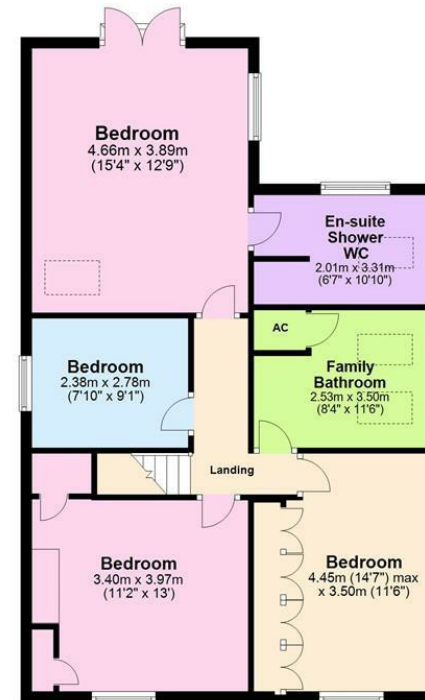 Bedroom
4.66m x 3.89m
(15'4" x 12'9")
En-suite
Shower
WC
2.01m x 3.31m
(6'7" x 10'10")
AC
Bedroom
2.38m x 2.78m
(7'10" x 9'1")
Family
Bathroom
2.53m x 3.50m
(8'4" x 11'6")
Landing
Bedroom
3.40m x 3.97m
(11'2" x 13')
Bedroom
4.45m (14'7") max
x 3.50m (11'6")